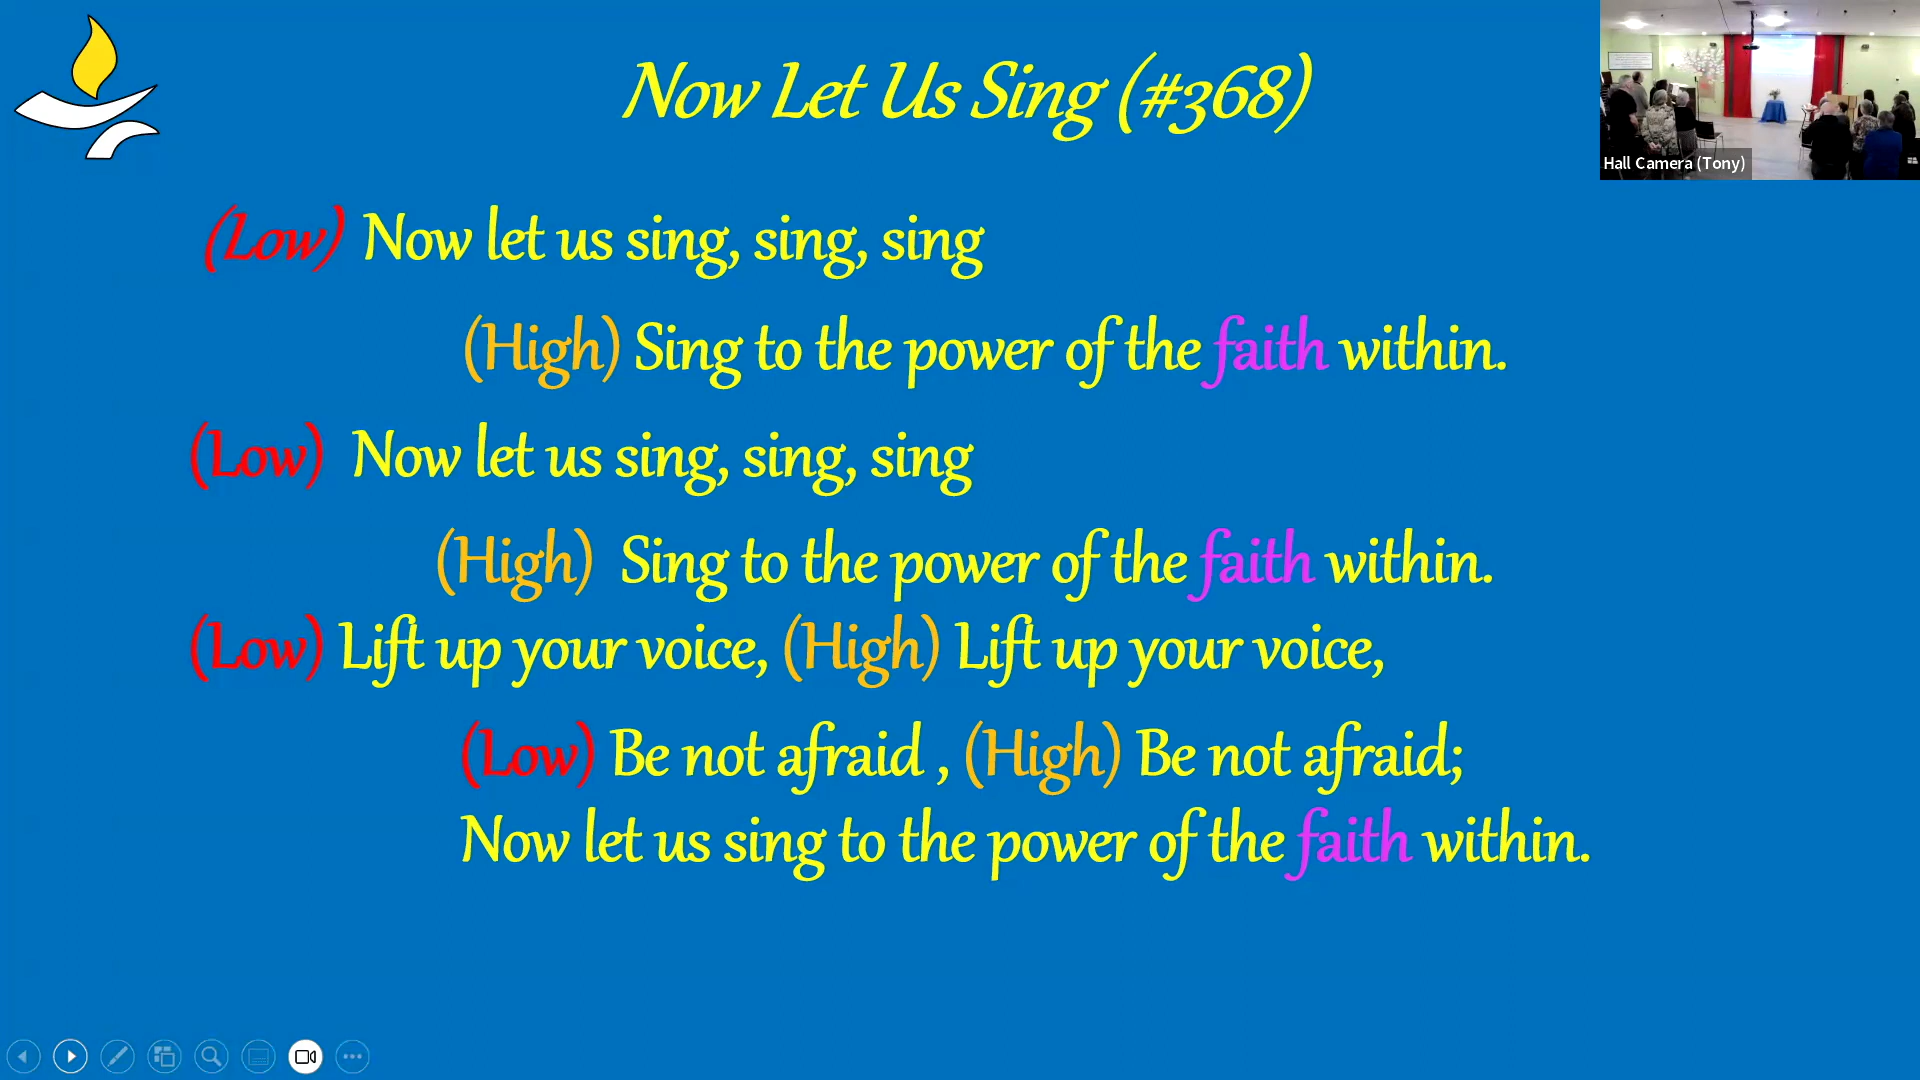 Now Let Us Sing (#368)
Hall Camera (Tony)
(Low) Now let us sing, sing, sing
(High) Sing to the power of the faith within.
(Low) Now let us sing, sing, sing
(High) Sing to the power of the faith within.
(Low) Lift up your voice, (High) Lift up your voice,
(Low) Be not afraid , (High) Be not afraid;
Now let us sing to the power of the faith within.